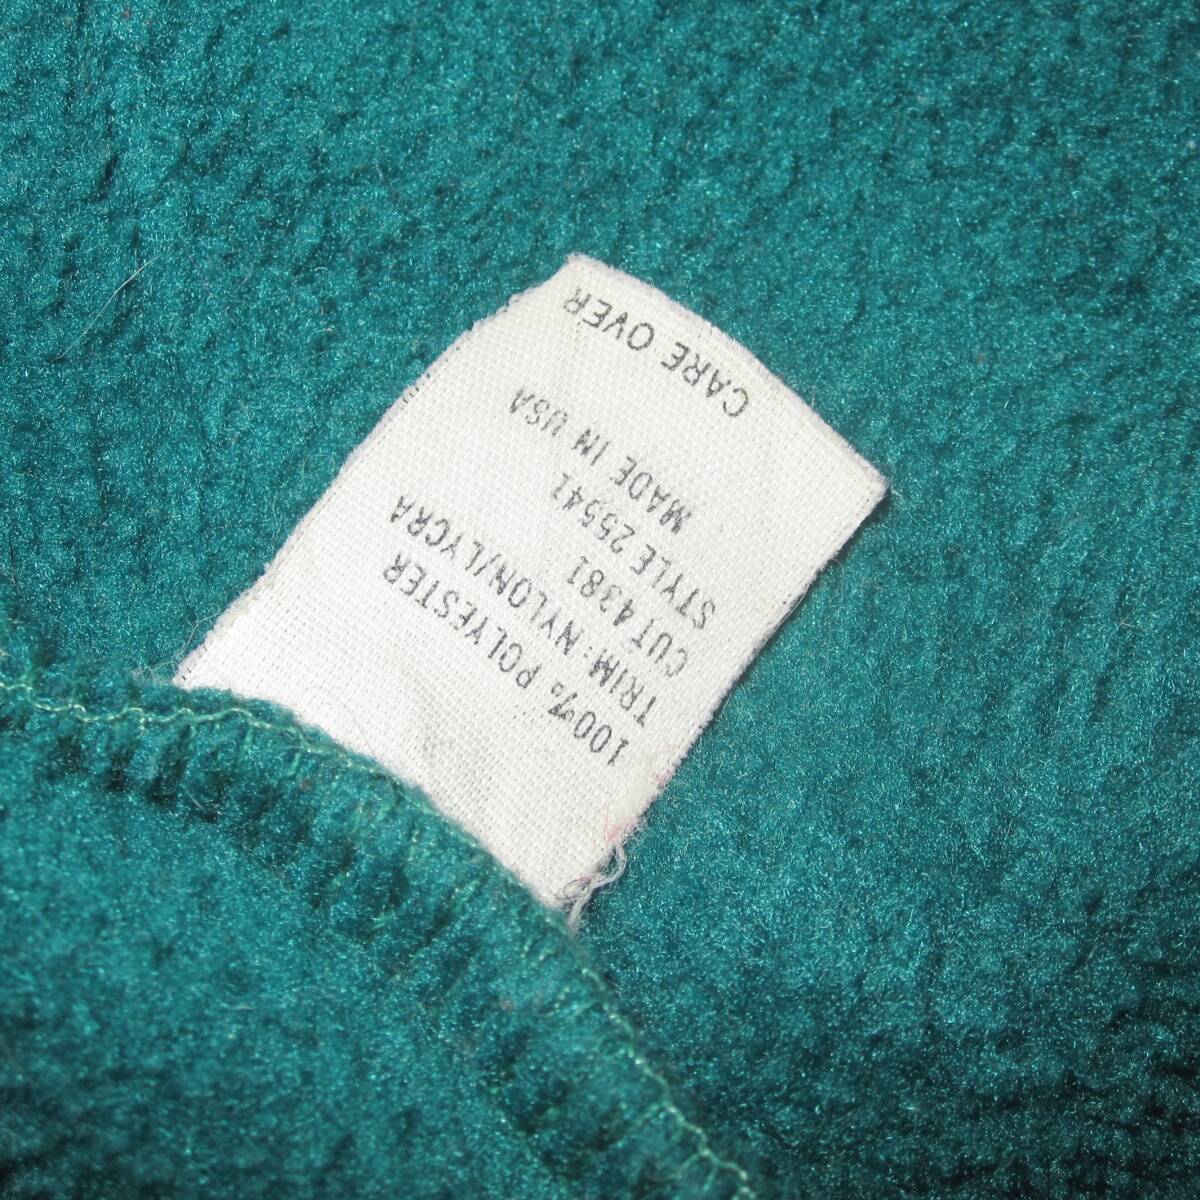 100% POLYESTER
TRIM: NYLON/LYCRA
CUT 4381
STYLE 25541
MADE IN USA
CARE OVER